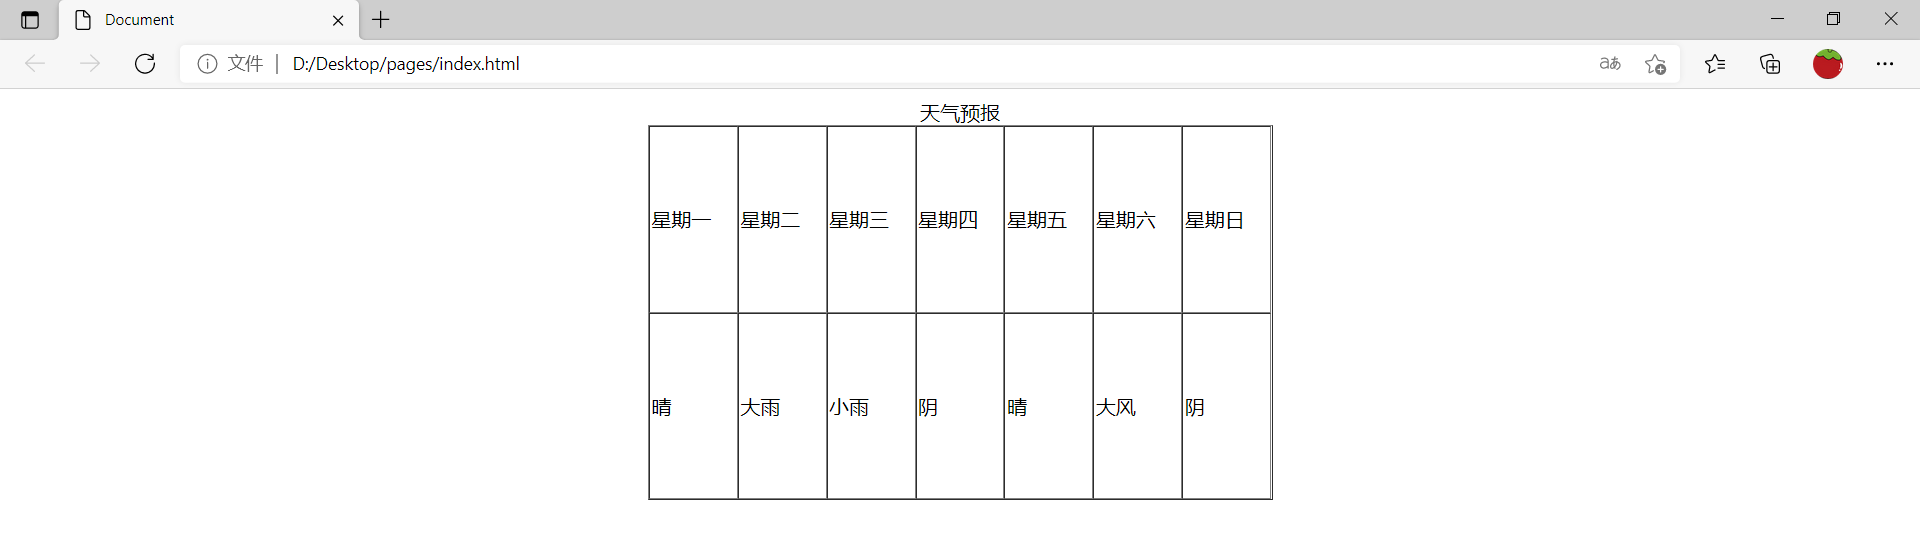 Document
文件 D:/Desktop/pages/index.html aあ
天气预报
星期一 星期二 星期三 星期四 星期五 星期六 星期日
晴 大雨 小雨 阴 晴 大风 阴